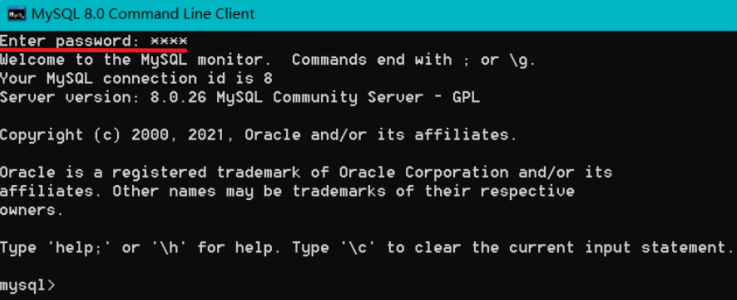 MySQL 8.0 Command Line Client
Enter password: ****
Welcome to the MySQL monitor.  Commands end with ; or \g.
Your MySQL connection id is 8
Server version: 8.0.26 MySQL Community Server - GPL
Copyright (c) 2000, 2021, Oracle and/or its affiliates.
Oracle is a registered trademark of Oracle Corporation and/or its
affiliates. Other names may be trademarks of their respective
owners.
Type 'help;' or '\h' for help. Type '\c' to clear the current input statement.
mysql>